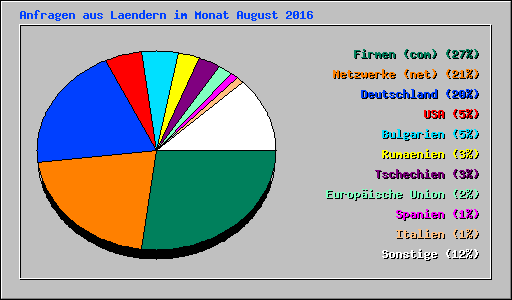 Anfragen aus Laendern im Monat August 2016
Firmen (com) (27%)
Netzwerke (net) (21%)
Deutschland (20%)
USA (5%)
Bulgarien (5%)
Rumaenien (3%)
Tschechien (3%)
Europäische Union (2%)
Spanien (1%)
Italien (1%)
Sonstige (12%)